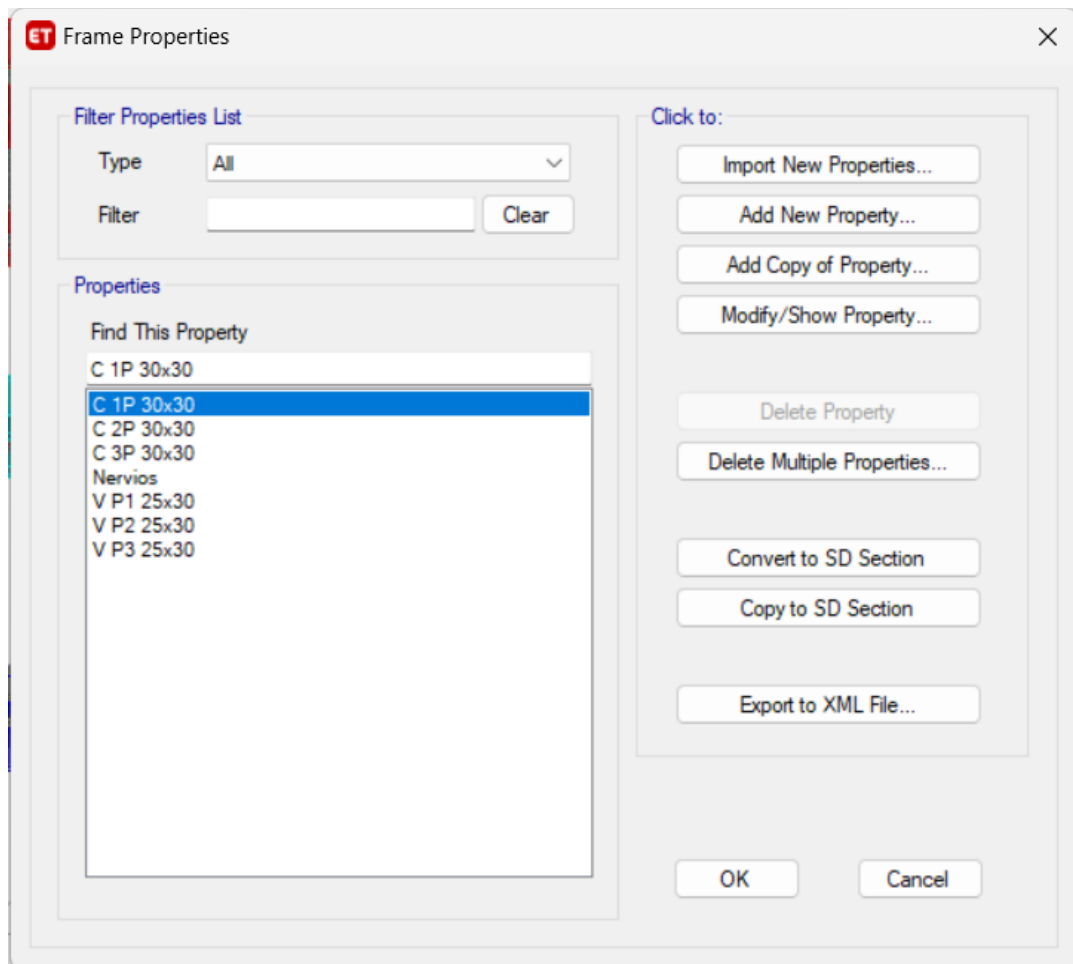 ET Frame Properties
Filter Properties List
Type All
Filter Clear
Properties
Find This Property
C 1P 30x30
C 1P 30x30
C 2P 30x30
C 3P 30x30
Nervios
V P1 25x30
V P2 25x30
V P3 25x30
Click to:
Import New Properties...
Add New Property...
Add Copy of Property...
Modify/Show Property...
Delete Property
Delete Multiple Properties...
Convert to SD Section
Copy to SD Section
Export to XML File...
OK Cancel